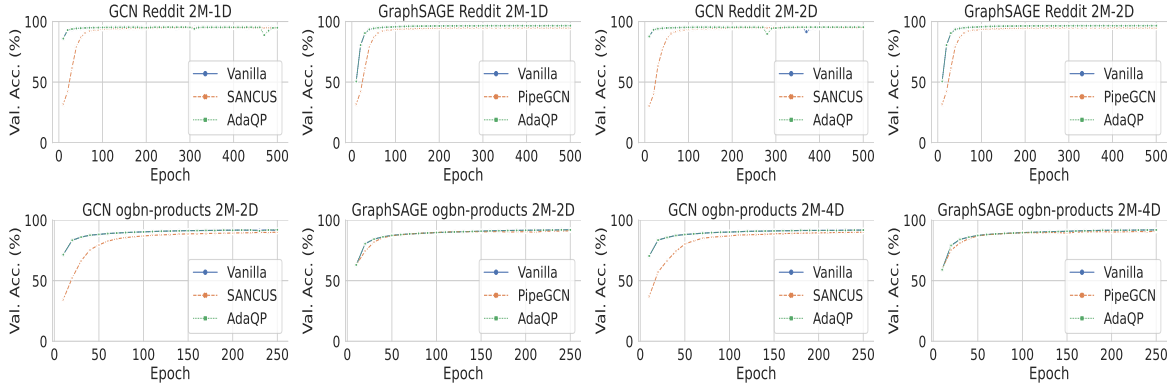 GCN Reddit 2M-1D
Val. Acc. (%)
100
50
0
Vanilla
SANCUS
AdaQP
0 100 200 300 400 500
Epoch
GraphSAGE Reddit 2M-1D
Val. Acc. (%)
100
50
0
Vanilla
PipeGCN
AdaQP
0 100 200 300 400 500
Epoch
GCN Reddit 2M-2D
Val. Acc. (%)
100
50
0
Vanilla
SANCUS
AdaQP
0 100 200 300 400 500
Epoch
GraphSAGE Reddit 2M-2D
Val. Acc. (%)
100
50
0
Vanilla
PipeGCN
AdaQP
0 100 200 300 400 500
Epoch
GCN ogbn-products 2M-2D
Val. Acc. (%)
100
50
0
Vanilla
SANCUS
AdaQP
0 50 100 150 200 250
Epoch
GraphSAGE ogbn-products 2M-2D
Val. Acc. (%)
100
50
0
Vanilla
PipeGCN
AdaQP
0 50 100 150 200 250
Epoch
GCN ogbn-products 2M-4D
Val. Acc. (%)
100
50
0
Vanilla
SANCUS
AdaQP
0 50 100 150 200 250
Epoch
GraphSAGE ogbn-products 2M-4D
Val. Acc. (%)
100
50
0
Vanilla
PipeGCN
AdaQP
0 50 100 150 200 250
Epoch